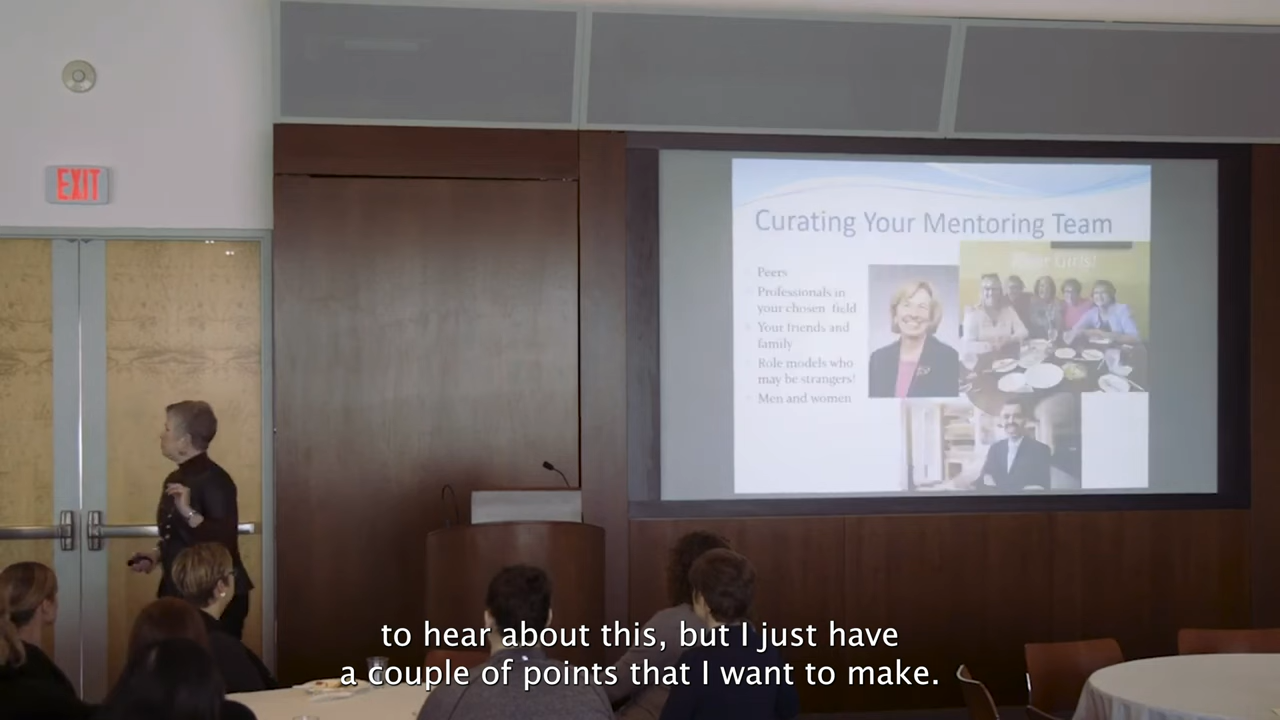 EXIT
Curating Your Mentoring Team
Girls!
Peers
Professionals in
your chosen field
Your friends and
family
Role models who
may be strangers!
Men and women
to hear about this, but I just have
a couple of points that I want to make.